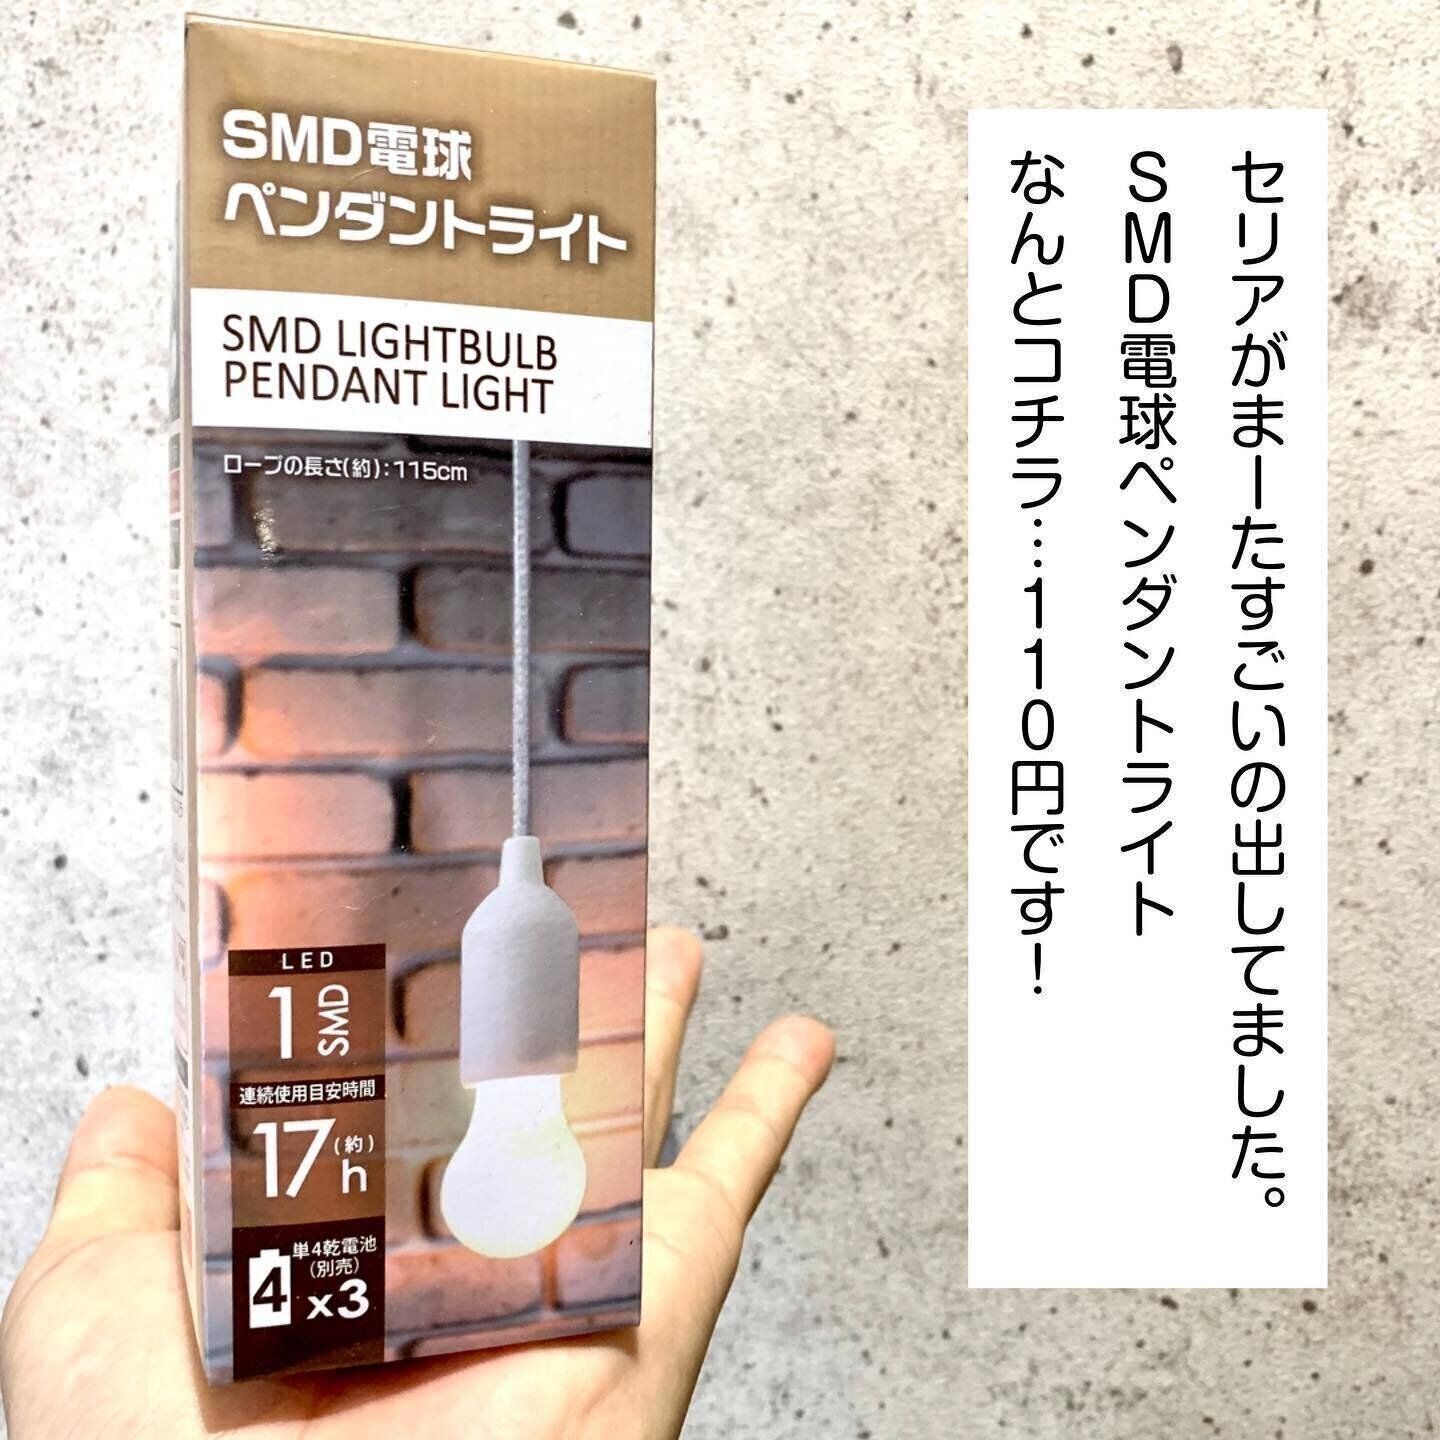 SMD電球
ペンダントライト
SMD LIGHTBULB
PENDANT LIGHT
ロープの長さ(約):115cm
LED
1 SMD
連続使用目安時間
17(約)h
単4乾電池
(別売)
4 x3
セリアがまーたすごいの出してました。
SMD電球ペンダントライト
なんとコチラ…110円です!